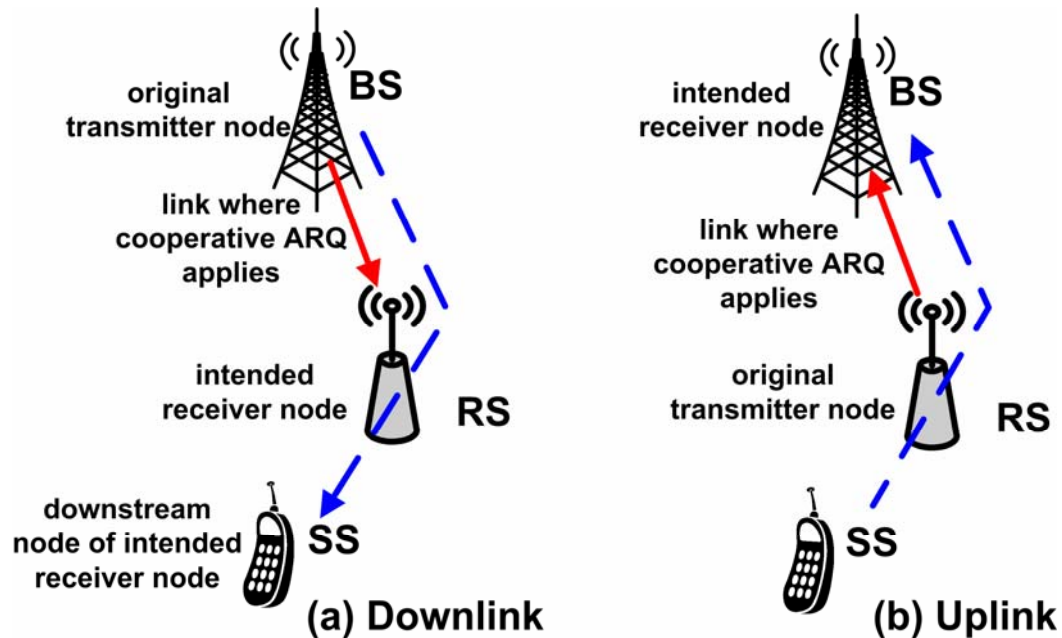 BS
original
transmitter node
link where
cooperative ARQ
applies
intended
receiver node
RS
downstream
node of intended
receiver node
SS
(a) Downlink
BS
intended
receiver node
link where
cooperative ARQ
applies
original
transmitter node
RS
SS
(b) Uplink